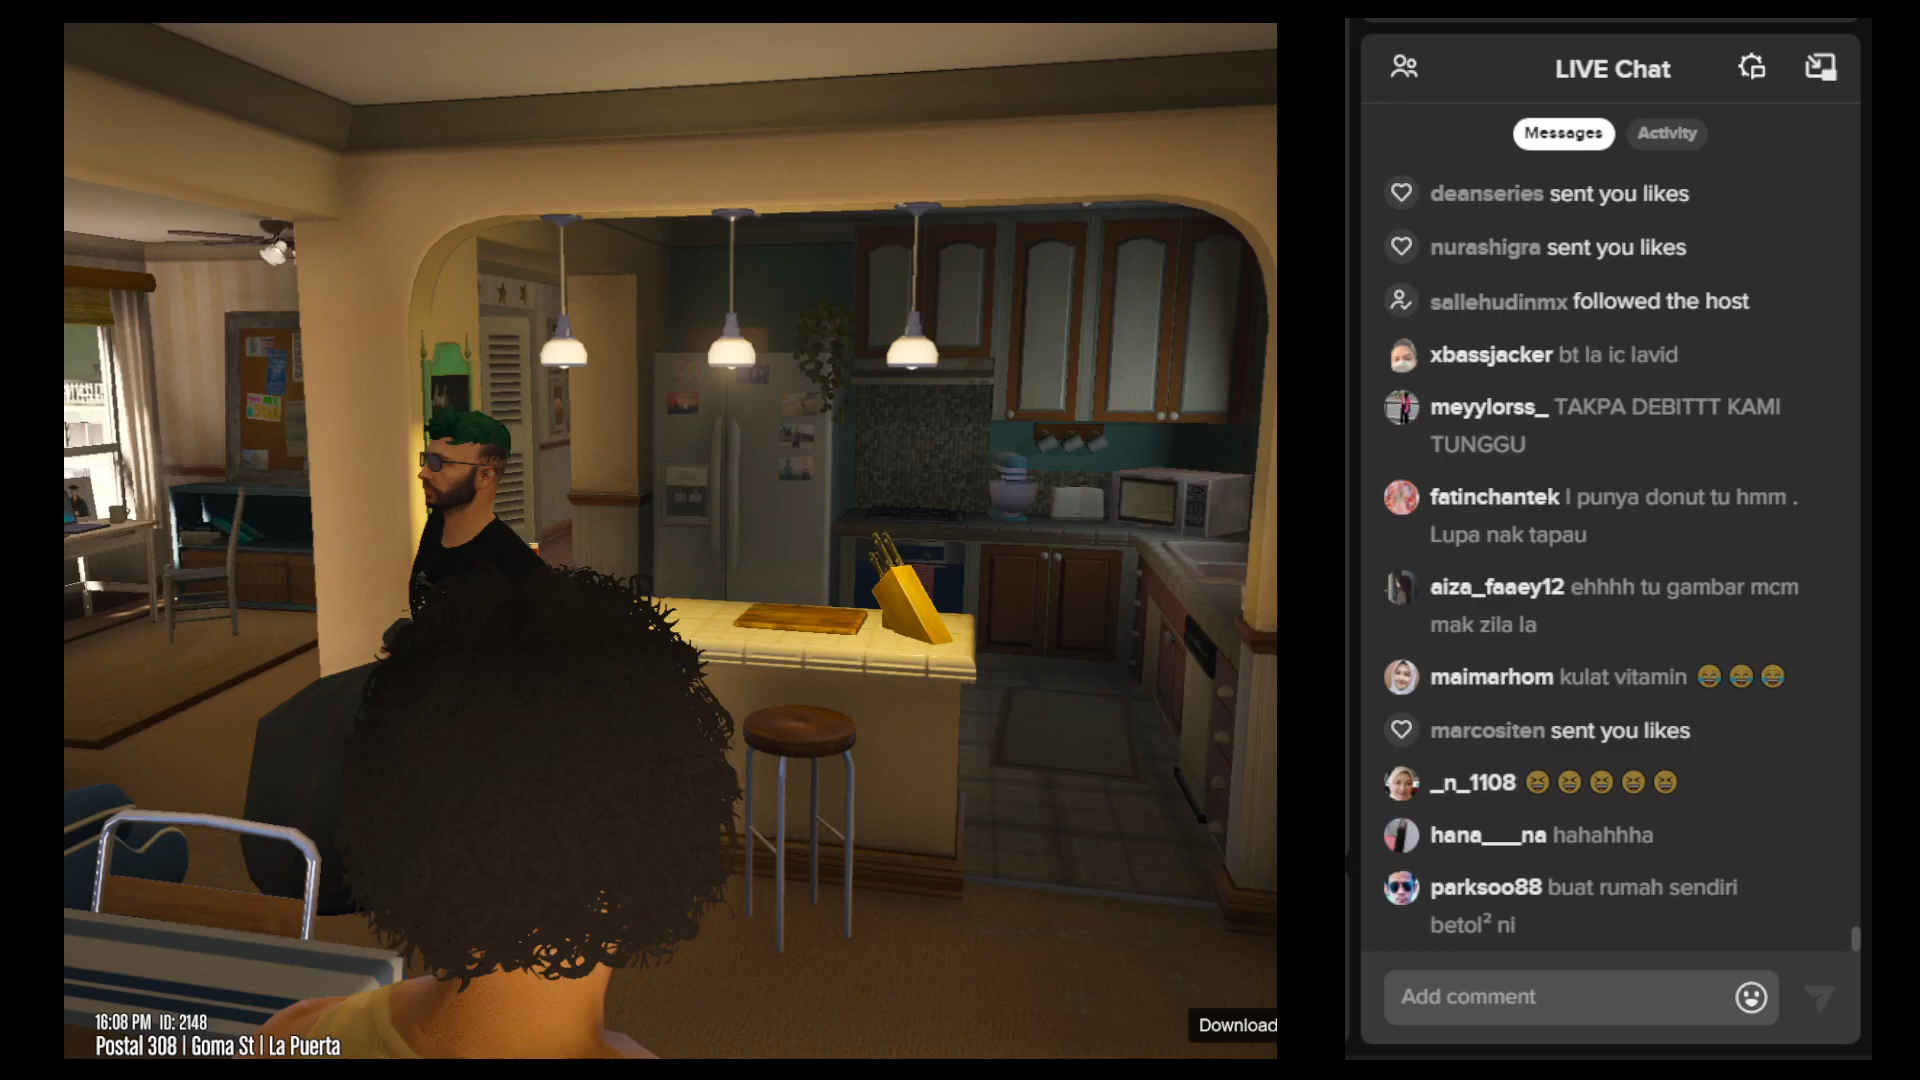 LIVE Chat
Messages
Activity
deanseries sent you likes
nurashigra sent you likes
sallehudinmx followed the host
xbassjacker bt la ic lavid
meyylorss_ TAKPA DEBITTT KAMI
TUNGGU
fatinchantek I punya donut tu hmm .
Lupa nak tapau
aiza_faaey12 ehhhh tu gambar mcm
mak zila la
maimarhom kulat vitamin 😂 😂 😂
marcositen sent you likes
_n_1108 😆 😆 😆 😆 😆
hana___na hahahhha
parksoo88 buat rumah sendiri
betol² ni
Add comment
16:08 PM ID: 2148
Postal 308 | Goma St | La Puerta
Download